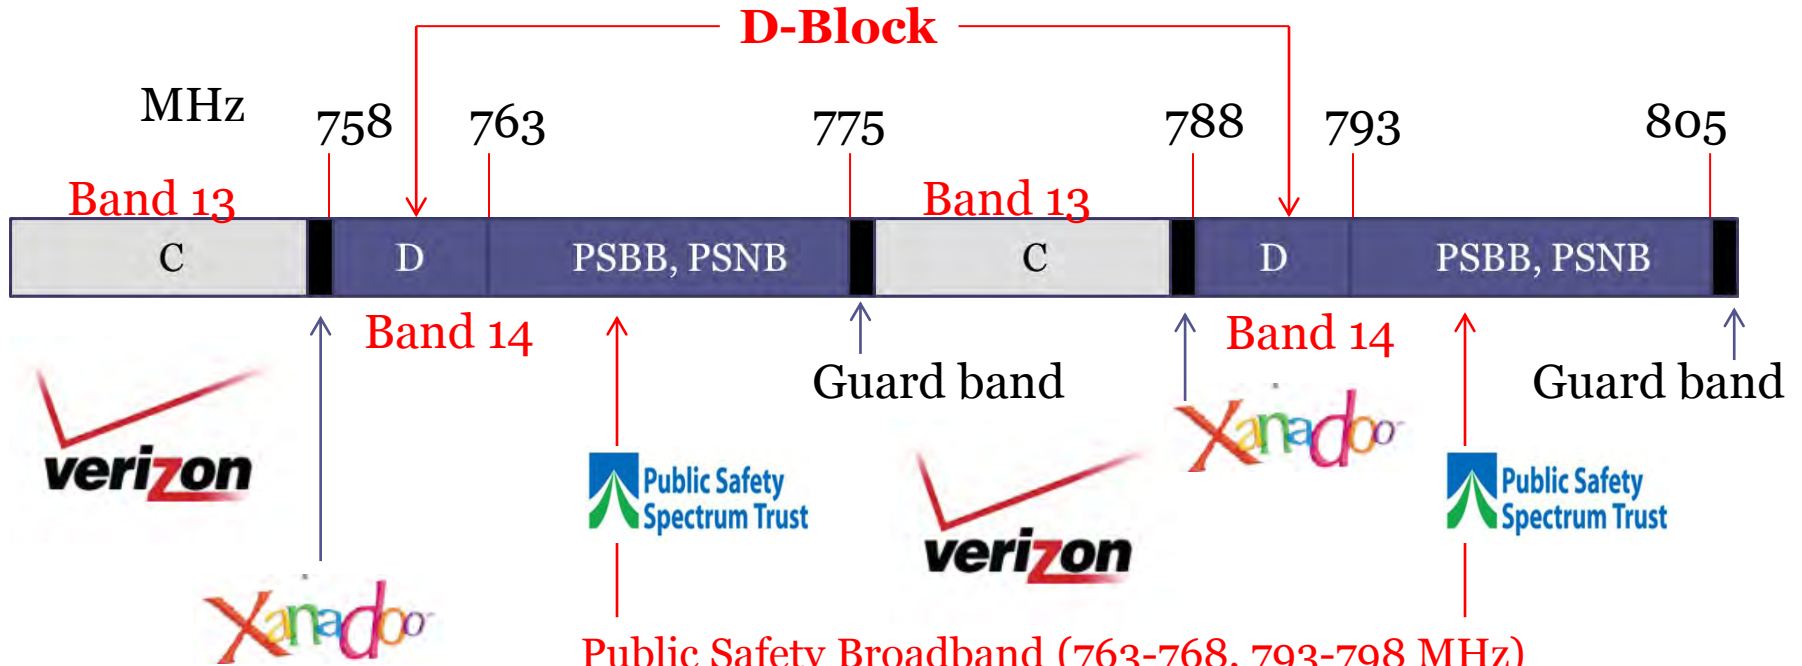 D-Block
MHz
758
763
775
788
793
805
Band 13
Band 13
C
D
PSBB, PSNB
C
D
PSBB, PSNB
Band 14
Band 14
Guard band
Guard band
verizon
Xanadoo
Public Safety
Spectrum Trust
verizon
Xanadoo
Public Safety
Spectrum Trust
Public Safety Broadband (763-768, 793-798 MHz)